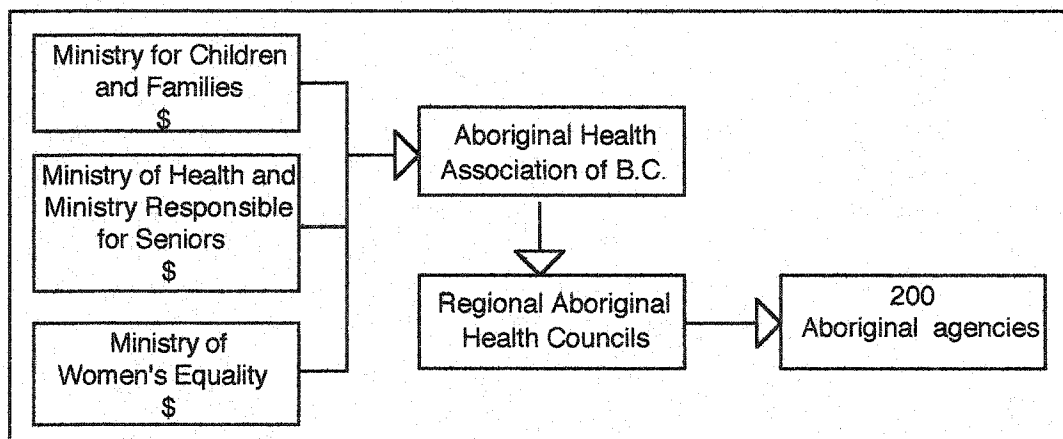 Ministry for Children
and Families
$
Ministry of Health and
Ministry Responsible
for Seniors
$
Ministry of
Women's Equality
$
Aboriginal Health
Association of B.C.
Regional Aboriginal
Health Councils
200
Aboriginal agencies